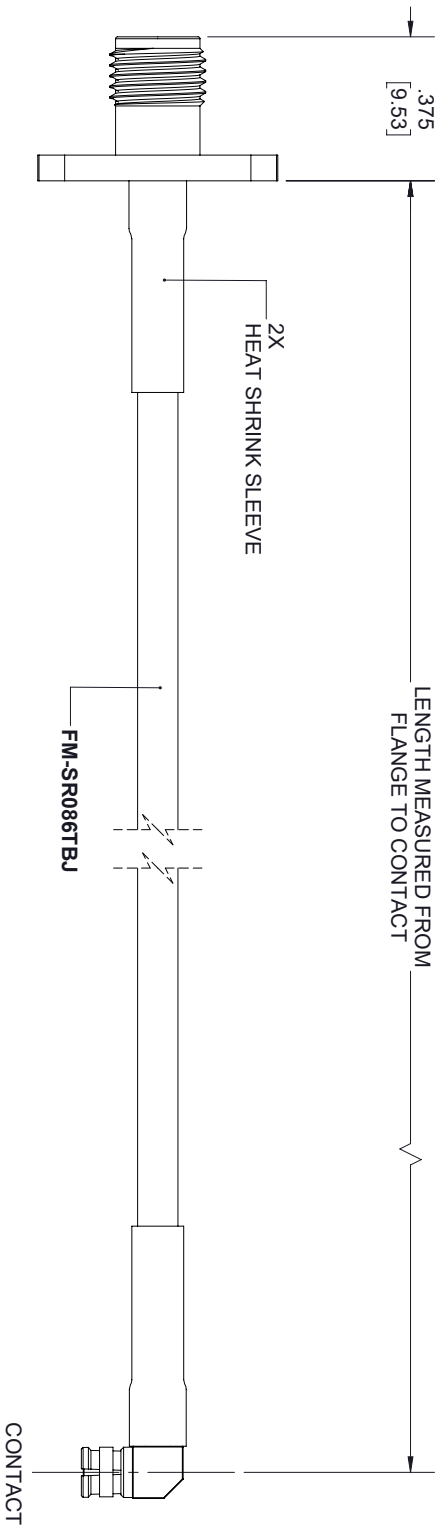 .375
[9.53]
LENGTH MEASURED FROM
FLANGE TO CONTACT
2X
HEAT SHRINK SLEEVE
FM-SR086TBJ
CONTACT